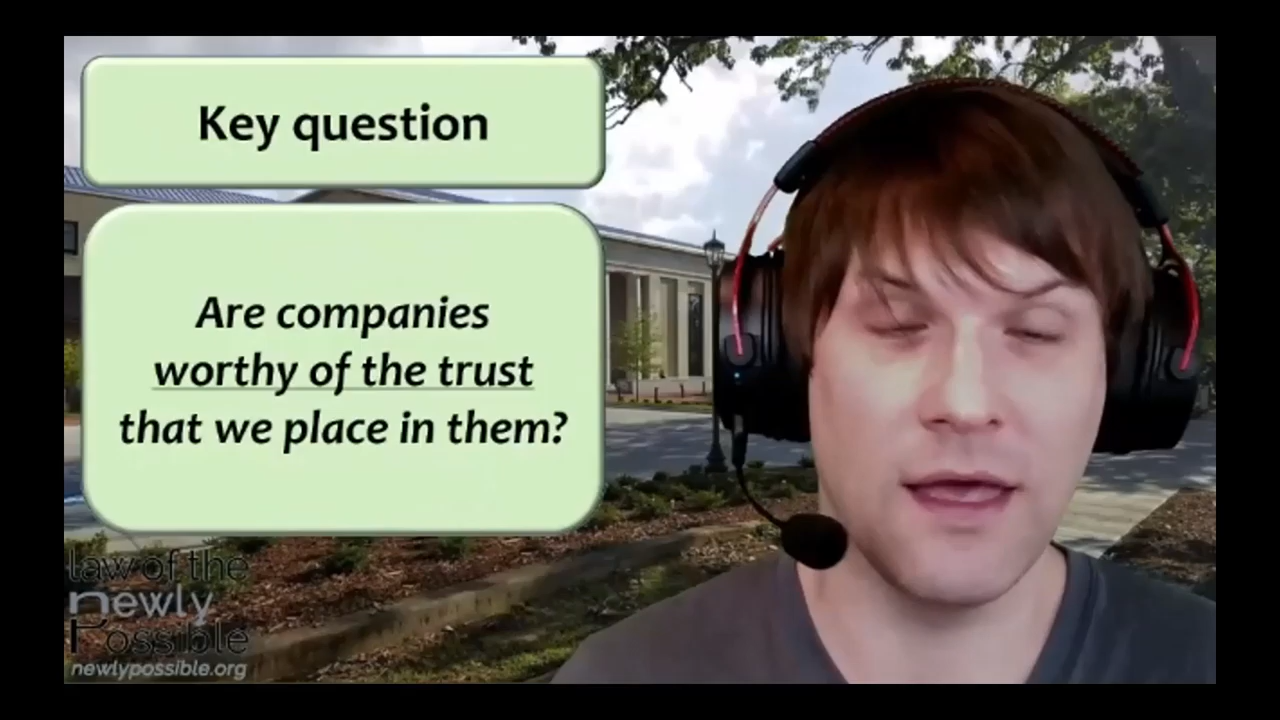 Key question
Are companies
worthy of the trust
that we place in them?
law of the
newly
Possible
newlypossible.org